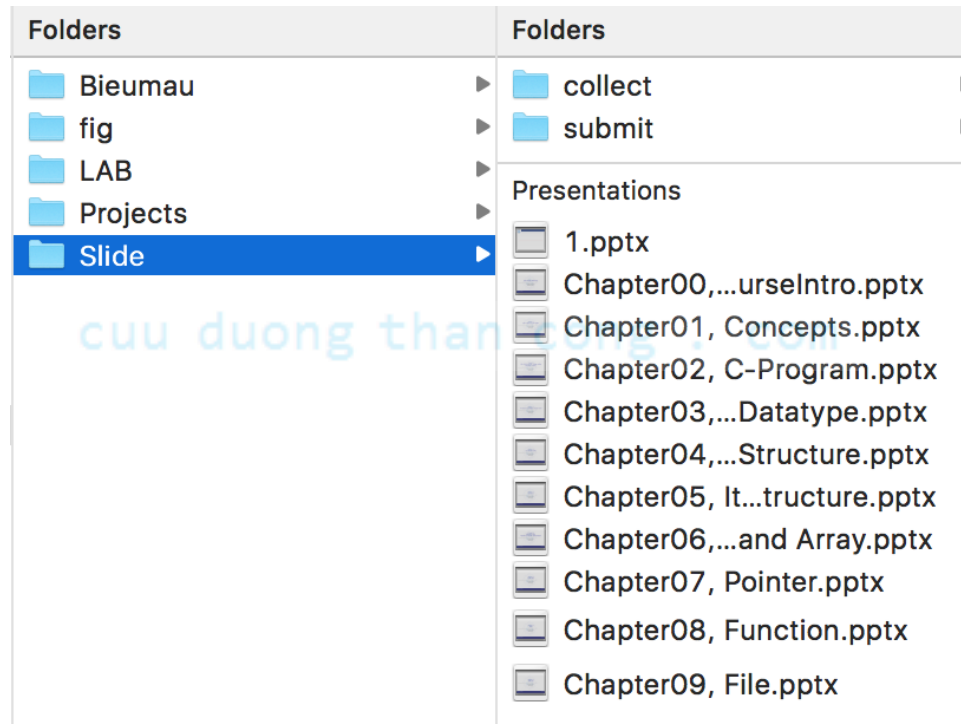 Folders
Bieumau
fig
LAB
Projects
Slide
Folders
collect
submit
Presentations
1.pptx
Chapter00,...urseIntro.pptx
Chapter01, Concepts.pptx
Chapter02, C-Program.pptx
Chapter03,...Datatype.pptx
Chapter04,...Structure.pptx
Chapter05, It...tructure.pptx
Chapter06,...and Array.pptx
Chapter07, Pointer.pptx
Chapter08, Function.pptx
Chapter09, File.pptx
cuu duong than cong . com